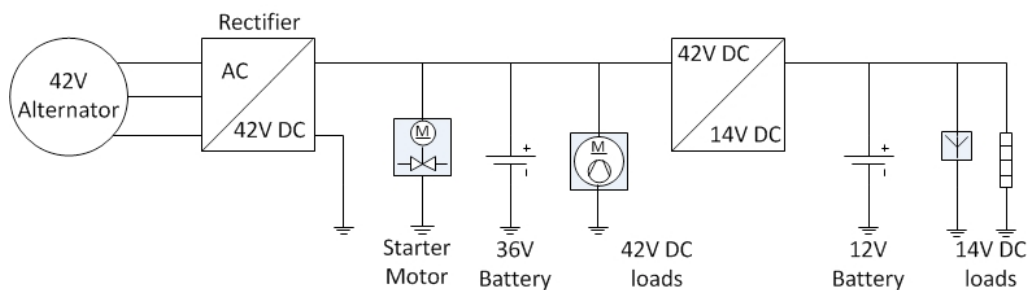 Rectifier
42V
Alternator
AC
42V DC
M
Starter
Motor
+
-
36V
Battery
M
42V DC
loads
42V DC
14V DC
+
-
12V
Battery
14V DC
loads